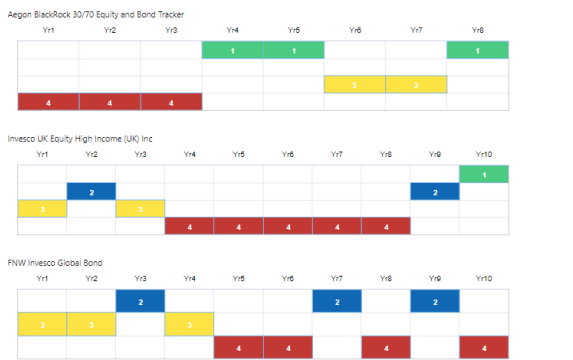 Aegon BlackRock 30/70 Equity and Bond Tracker
Yr1 Yr2 Yr3 Yr4 Yr5 Yr6 Yr7 Yr8
1 1 1
3 3
4 4 4
Invesco UK Equity High Income (UK) Inc
Yr1 Yr2 Yr3 Yr4 Yr5 Yr6 Yr7 Yr8 Yr9 Yr10
1
2 2
3 3
4 4 4 4 4
FNW Invesco Global Bond
Yr1 Yr2 Yr3 Yr4 Yr5 Yr6 Yr7 Yr8 Yr9 Yr10
2 2 2
3 3 3
4 4 4 4